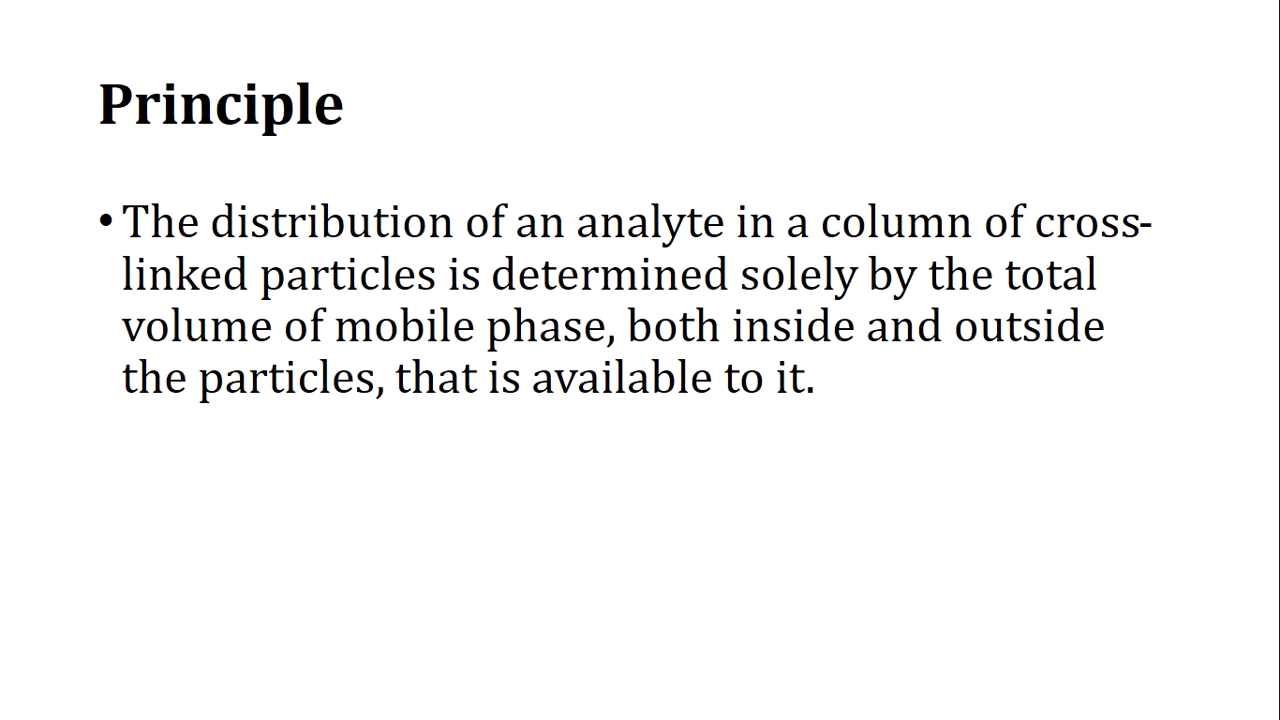 Principle
• The distribution of an analyte in a column of cross-
linked particles is determined solely by the total
volume of mobile phase, both inside and outside
the particles, that is available to it.